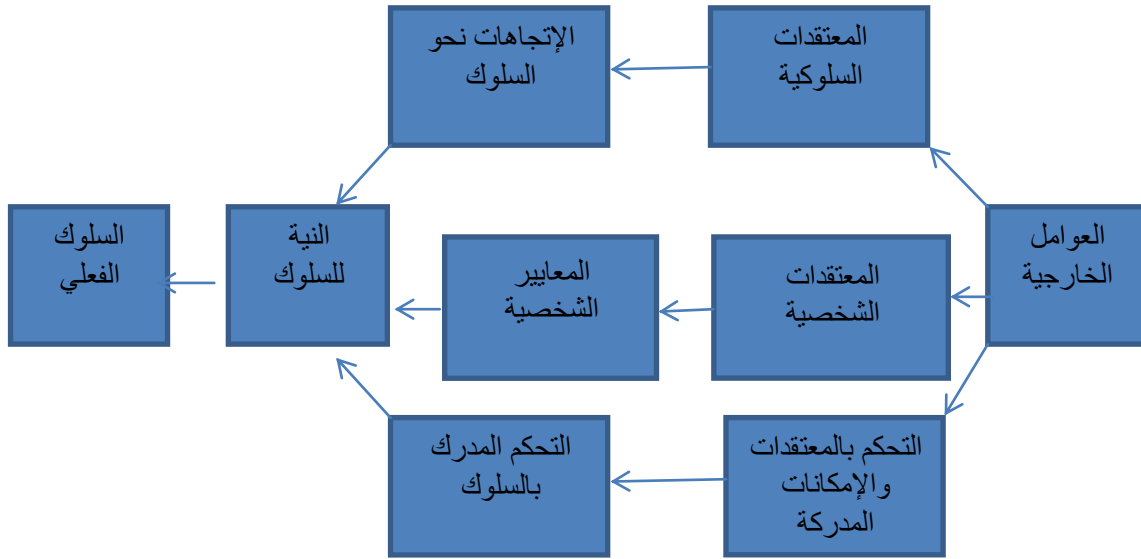 المعتقدات
السلوكية
الإتجاهات نحو
السلوك
العوامل
الخارجية
المعتقدات
الشخصية
المعايير
الشخصية
النية
للسلوك
السلوك
الفعلي
التحكم بالمعتقدات
والإمكانات
المدركة
التحكم المدرك
بالسلوك